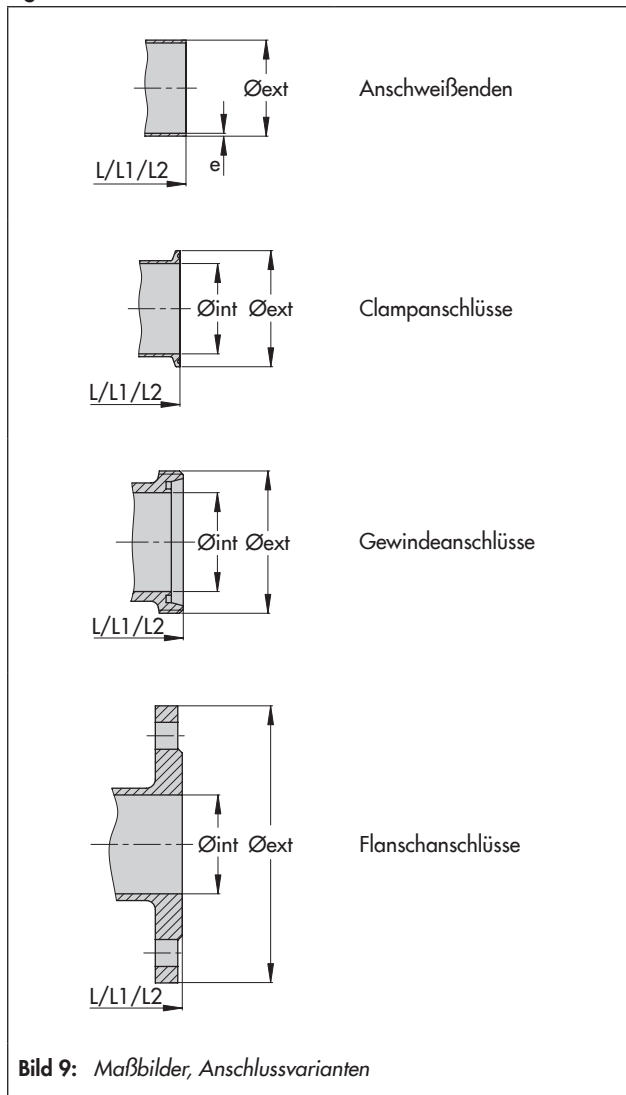 Øext Anschweißenden
e
L/L1/L2
Øint Øext Clampanschlüsse
L/L1/L2
Øint Øext Gewindeanschlüsse
L/L1/L2
Øint Øext Flanschanschlüsse
L/L1/L2
Bild 9: Maßbilder, Anschlussvarianten